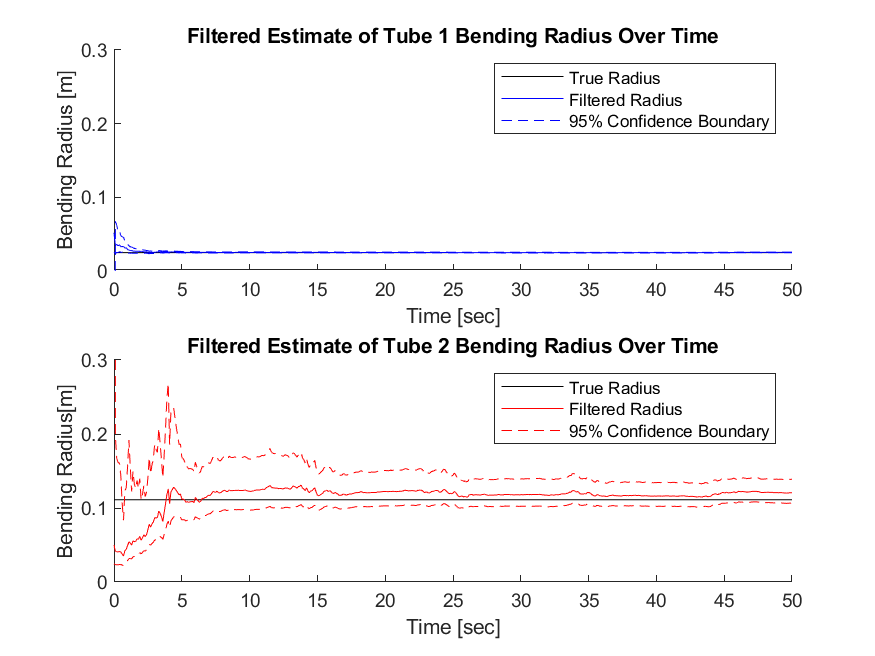 Filtered Estimate of Tube 1 Bending Radius Over Time
Bending Radius [m]
0.3
0.2
0.1
0
True Radius
Filtered Radius
95% Confidence Boundary
0 5 10 15 20 25 30 35 40 45 50
Time [sec]
Filtered Estimate of Tube 2 Bending Radius Over Time
Bending Radius[m]
0.3
0.2
0.1
0
True Radius
Filtered Radius
95% Confidence Boundary
0 5 10 15 20 25 30 35 40 45 50
Time [sec]